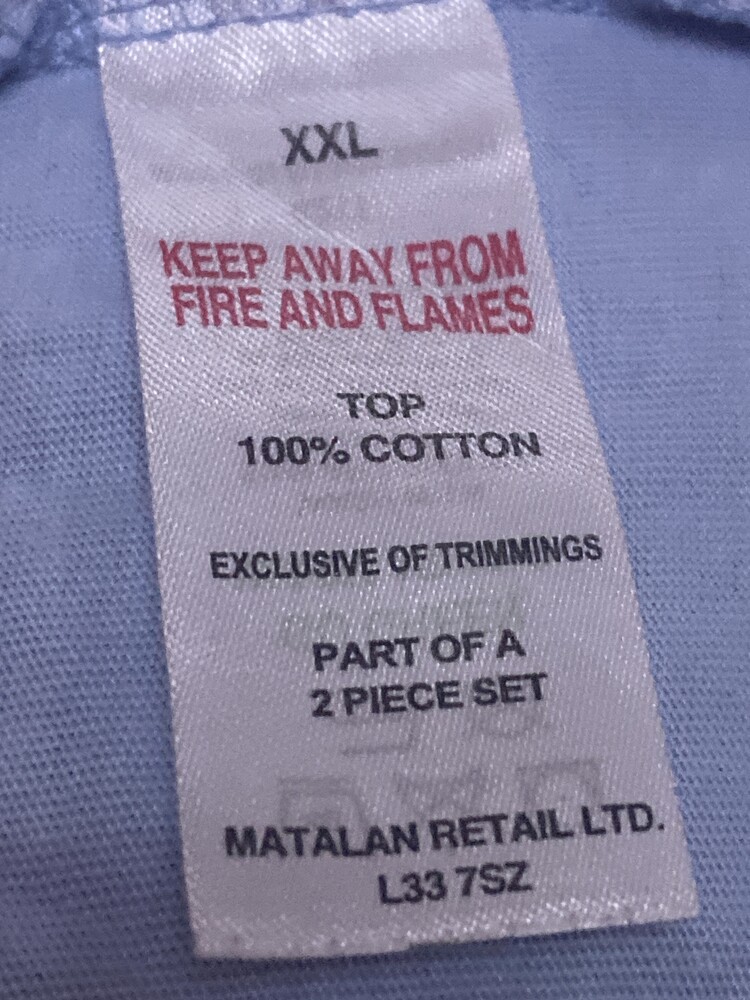 XXL
KEEP AWAY FROM
FIRE AND FLAMES
TOP
100% COTTON
EXCLUSIVE OF TRIMMINGS
PART OF A
2 PIECE SET
MATALAN RETAIL LTD.
L33 7SZ